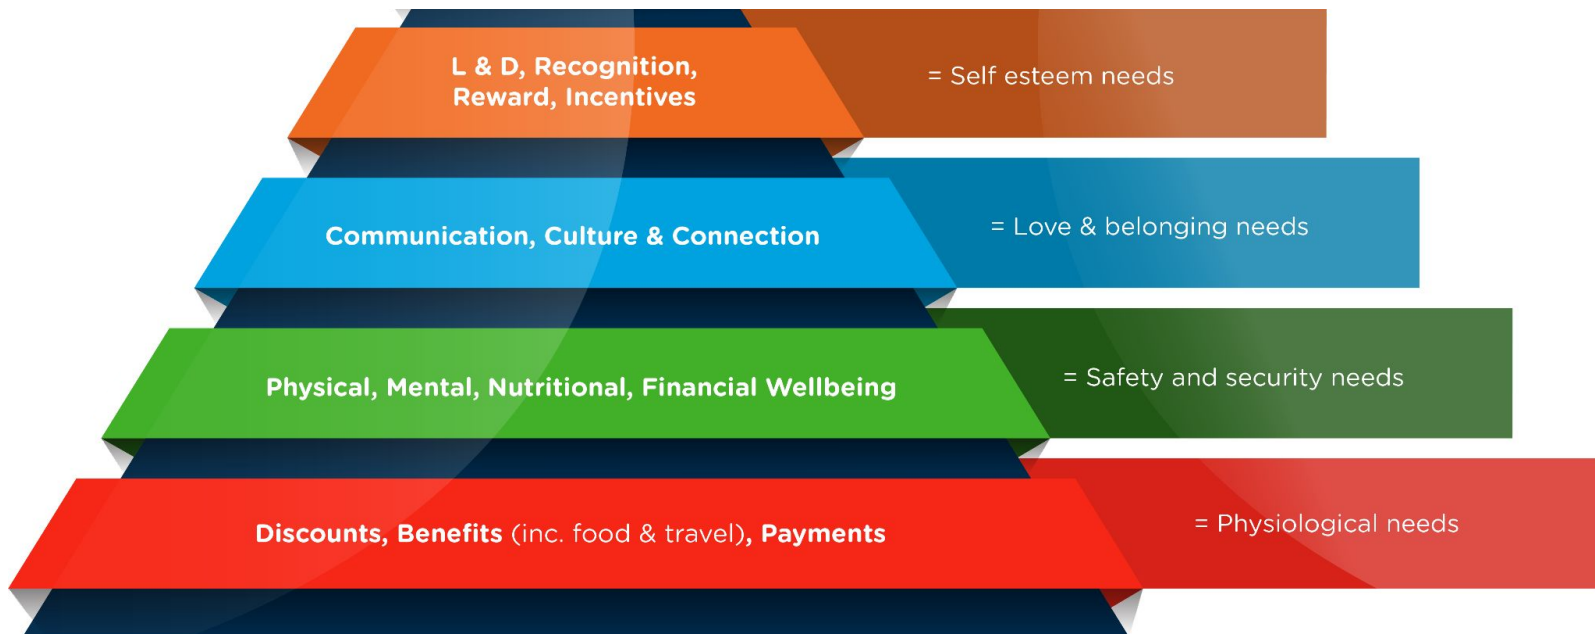 L & D, Recognition,
Reward, Incentives
= Self esteem needs
Communication, Culture & Connection
= Love & belonging needs
Physical, Mental, Nutritional, Financial Wellbeing
= Safety and security needs
Discounts, Benefits (inc. food & travel), Payments
= Physiological needs